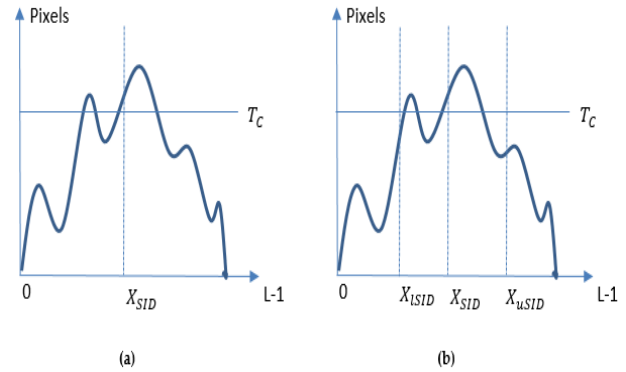 Pixels
T_C
0
X_SID
L-1
(a)
Pixels
T_C
0
X_lSID
X_SID
X_uSID
L-1
(b)